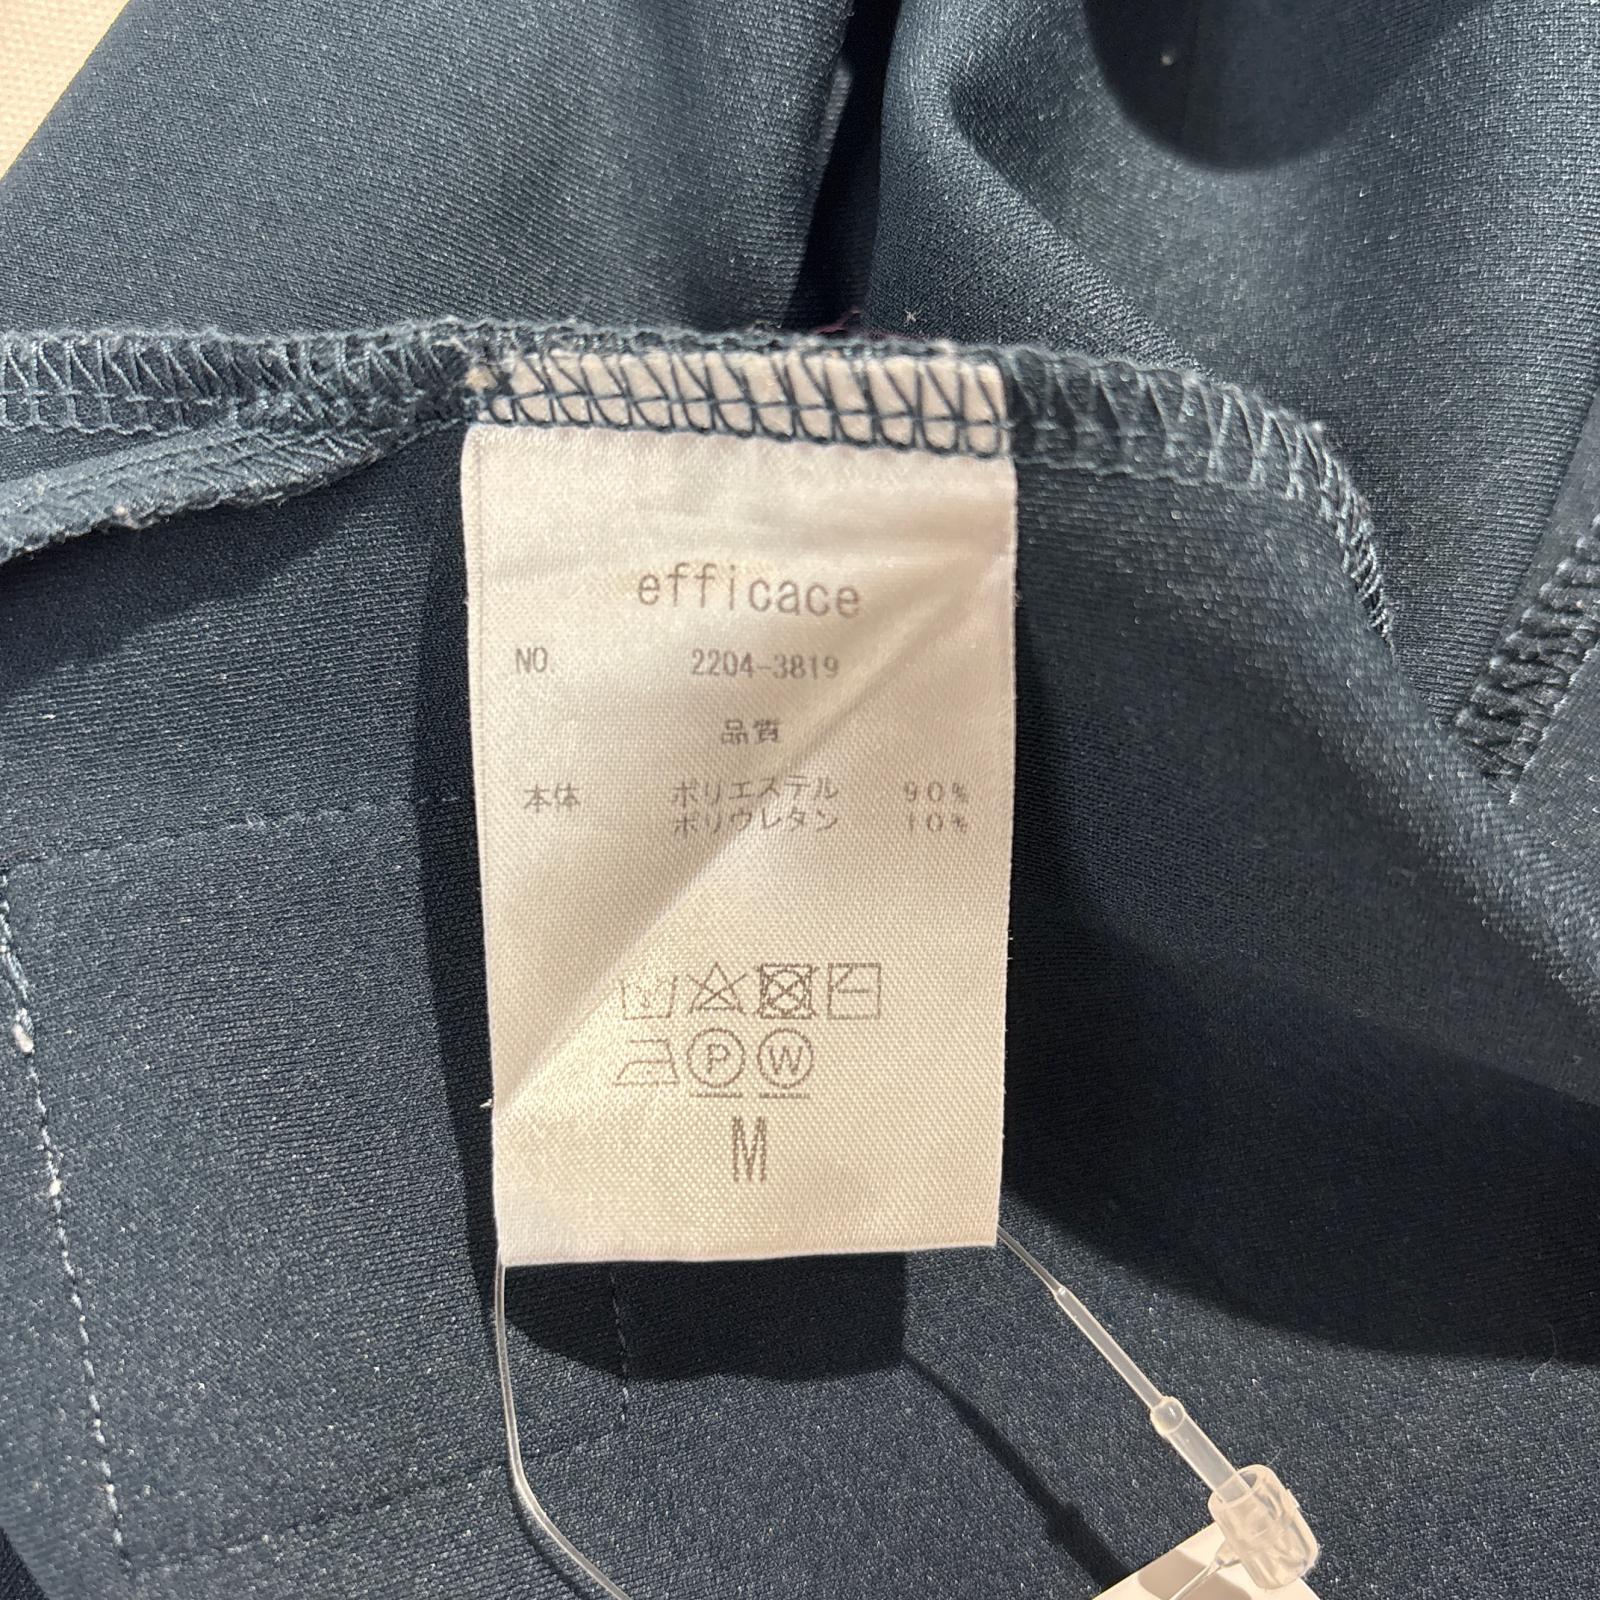 efficace
NO. 2204-3819
品質
本体 ポリエステル 90%
ポリウレタン 10%
P W
M